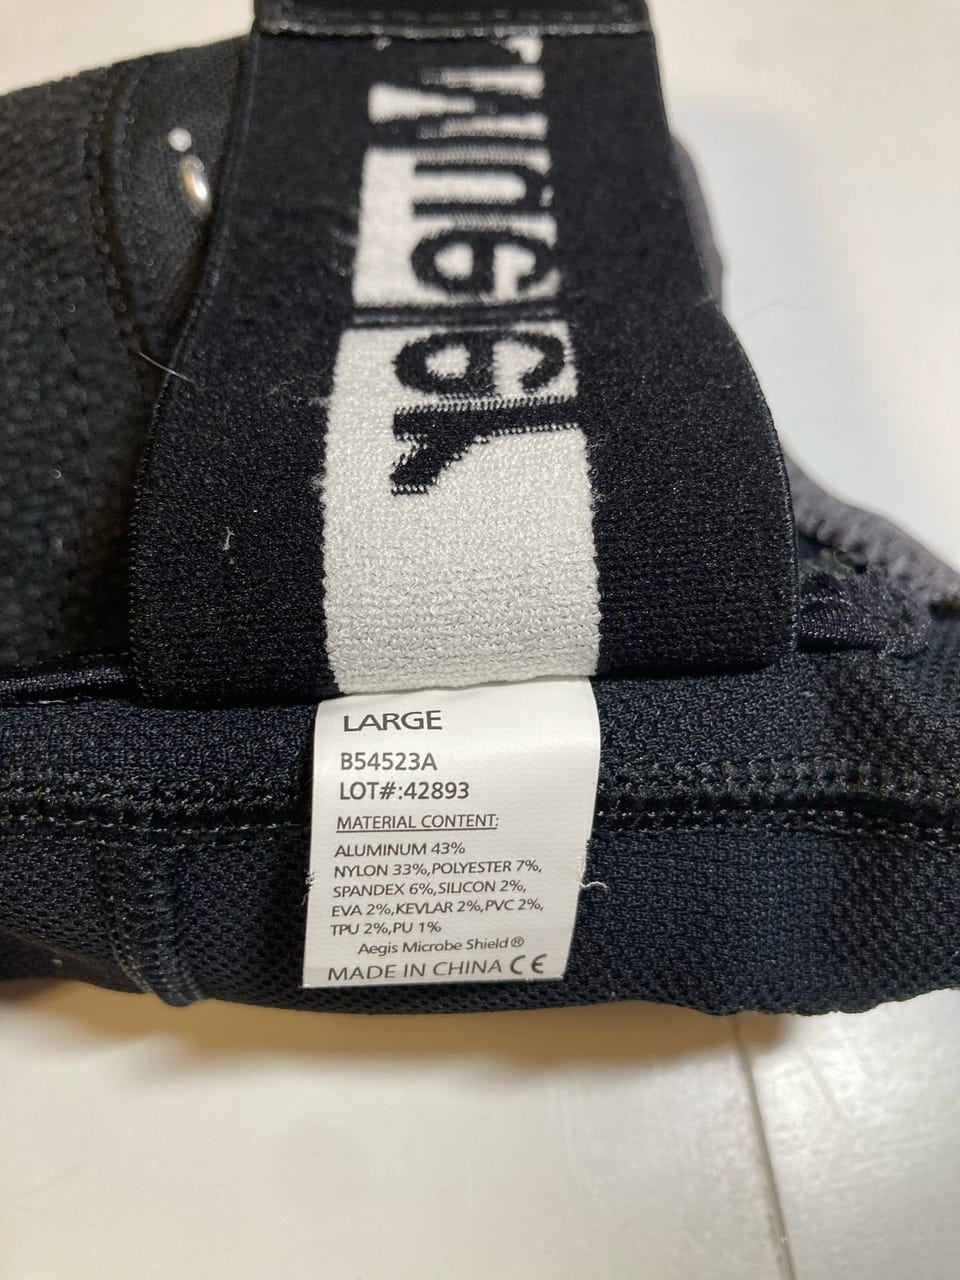 Mueller
LARGE
B54523A
LOT#:42893
MATERIAL CONTENT:
ALUMINUM 43%
NYLON 33%,POLYESTER 7%,
SPANDEX 6%,SILICON 2%,
EVA 2%,KEVLAR 2%,PVC 2%,
TPU 2%,PU 1%
Aegis Microbe Shield®
MADE IN CHINA CE